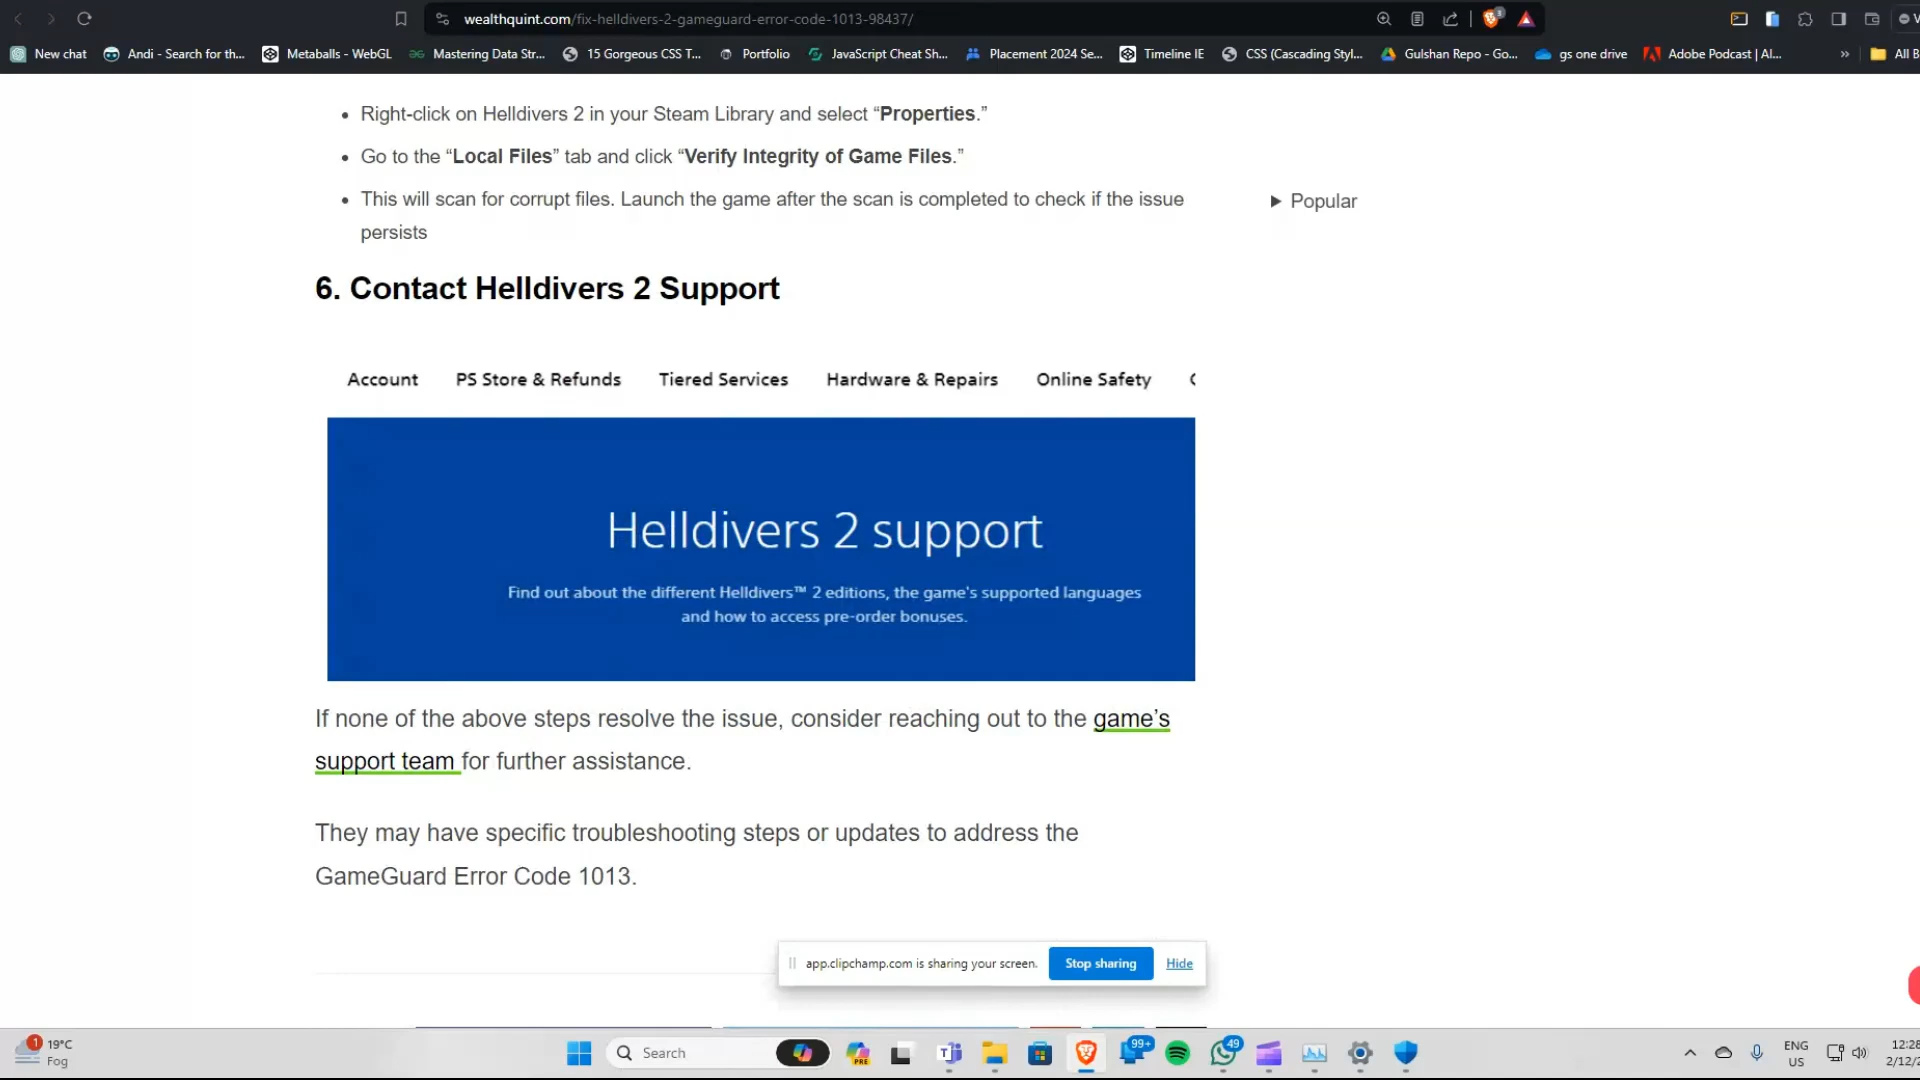 wealthquint.com/fix-helldivers-2-gameguard-error-code-1013-98437/
3
New chat
Andi - Search for th...
Metaballs - WebGL
Mastering Data Str...
15 Gorgeous CSS T...
Portfolio
JavaScript Cheat Sh...
Placement 2024 Se...
Timeline IE
CSS (Cascading Styl...
Gulshan Repo - Go...
gs one drive
Adobe Podcast | AI...
»
All B
• Right-click on Helldivers 2 in your Steam Library and select “Properties.”
• Go to the “Local Files” tab and click “Verify Integrity of Game Files.”
• This will scan for corrupt files. Launch the game after the scan is completed to check if the issue
persists
▶ Popular
6. Contact Helldivers 2 Support
Account PS Store & Refunds Tiered Services Hardware & Repairs Online Safety
Helldivers 2 support
Find out about the different Helldivers™ 2 editions, the game's supported languages
and how to access pre-order bonuses.
If none of the above steps resolve the issue, consider reaching out to the game’s
support team for further assistance.
They may have specific troubleshooting steps or updates to address the
GameGuard Error Code 1013.
app.clipchamp.com is sharing your screen. Stop sharing Hide
1
19°C
Fog
Search
PRE
99+
49
ENG
US
12:28
2/12/2